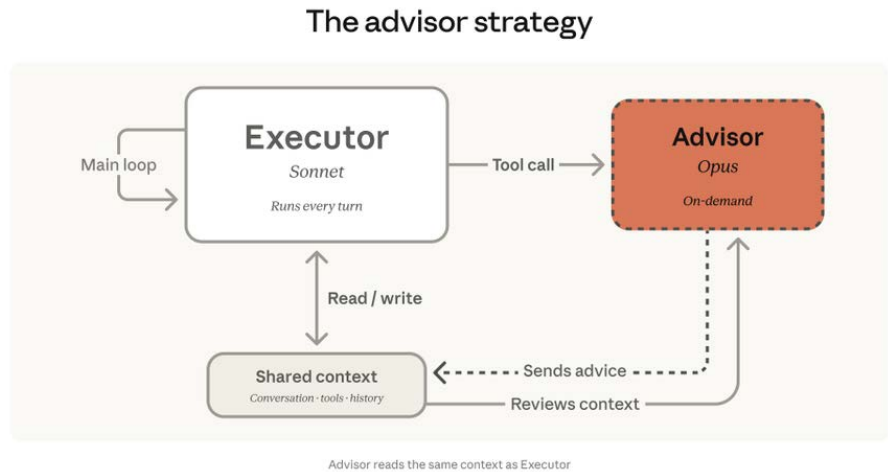 The advisor strategy
Executor
Sonnet
Runs every turn
Main loop
Tool call
Advisor
Opus
On-demand
Read / write
Shared context
Conversation · tools · history
Sends advice
Reviews context
Advisor reads the same context as Executor